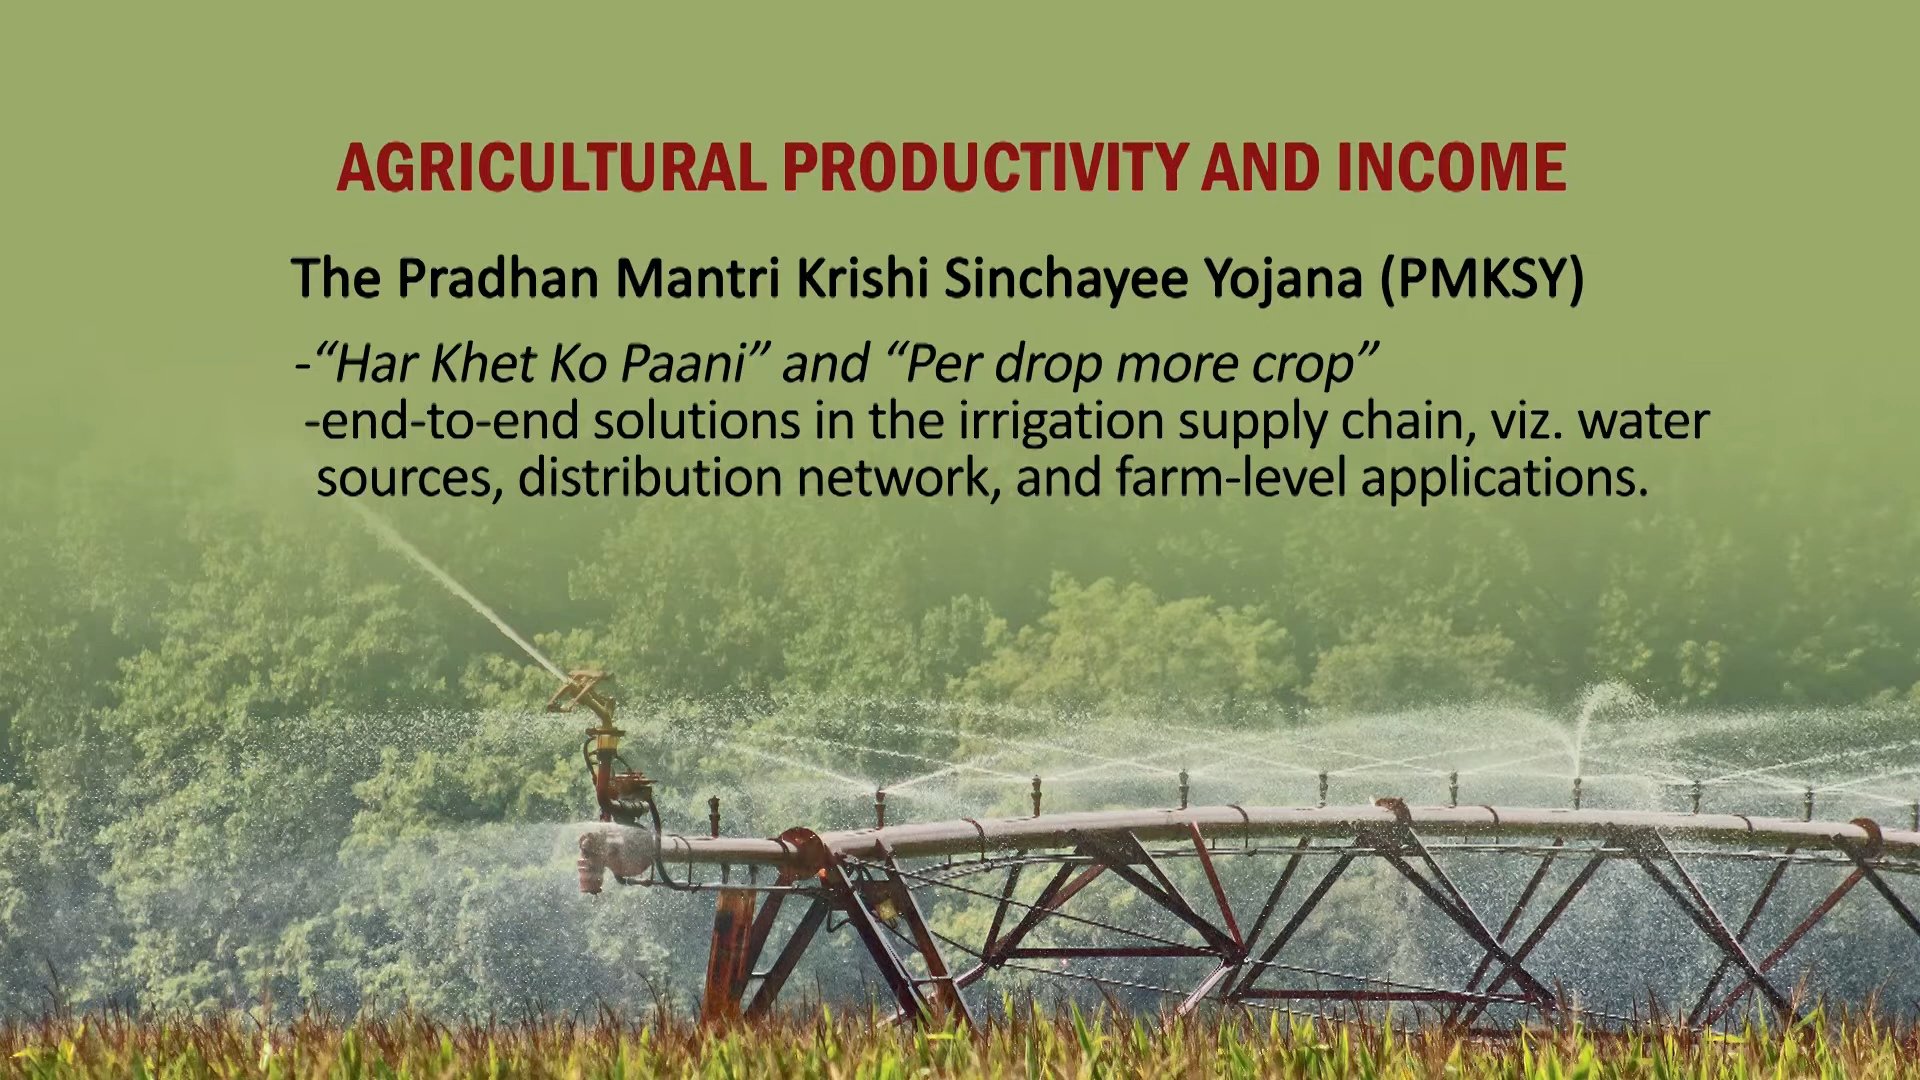 AGRICULTURAL PRODUCTIVITY AND INCOME
The Pradhan Mantri Krishi Sinchayee Yojana (PMKSY)
-“Har Khet Ko Paani” and “Per drop more crop”
-end-to-end solutions in the irrigation supply chain, viz. water
sources, distribution network, and farm-level applications.